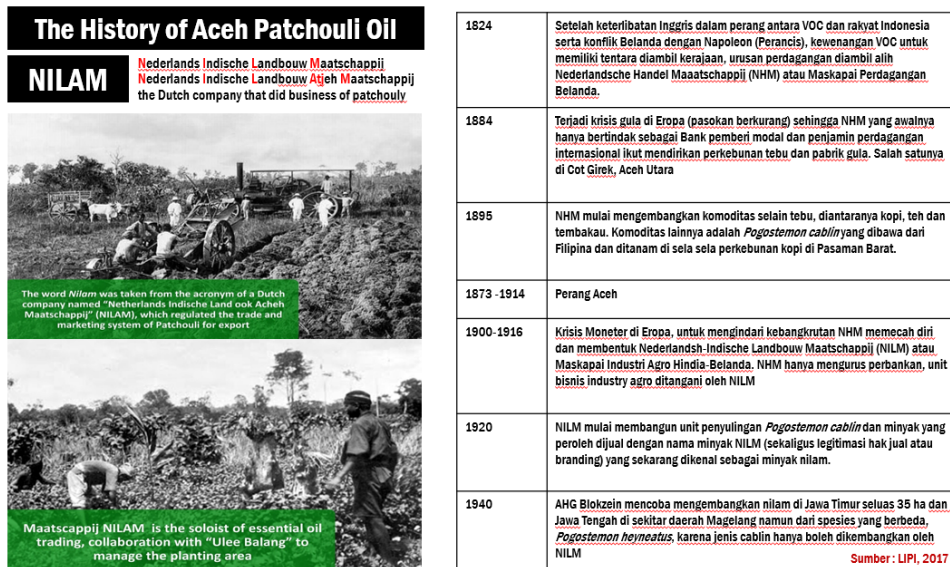 The History of Aceh Patchouli Oil
NILAM
Nederlands Indische Landbouw Maatschappii
Nederlands Indische Landbouw Atjeh Maatschappij
the Dutch company that did business of patchouly
The word Nilam was taken from the acronym of a Dutch
company named "Netherlands Indische Land ook Acheh
Maatschappij" (NILAM), which regulated the trade and
marketing system of Patchouli for export
Maatscappij NILAM is the soloist of essential oil
trading, collaboration with "Ulee Balang" to
manage the planting area
1824
Setelah keterlibatan Inggris dalam perang antara VOC dan rakyat Indonesia
serta konflik Belanda dengan Napoleon (Perancis), kewenangan VOC untuk
memiliki tentara diambil kerajaan, urusan perdagangan diambil alih
Nederlandsche Handel Maaatschappij (NHM) atau Maskapai Perdagangan
Belanda.
1884
Terjadi krisis gula di Eropa (pasokan berkurang) sehingga NHM yang awalnya
hanya bertindak sebagai Bank pemberi modal dan penjamin perdagangan
internasional ikut mendirikan perkebunan tebu dan pabrik gula. Salah satunya
di Cot Girek, Aceh Utara
1895
NHM mulai mengembangkan komoditas selain tebu, diantaranya kopi, teh dan
tembakau. Komoditas lainnya adalah Pogostemon cablin yang dibawa dari
Filipina dan ditanam di sela sela perkebunan kopi di Pasaman Barat.
1873 -1914
Perang Aceh
1900-1916
Krisis Moneter di Eropa, untuk mengindari kebangkrutan NHM memecah diri
dan membentuk Nederlandsh-Indische Landbouw Maatschappij (NILM) atau
Maskapai Industri Agro Hindia-Belanda. NHM hanya mengurus perbankan, unit
bisnis industry agro ditangani oleh NILM
1920
NILM mulai membangun unit penyulingan Pogostemon cablin dan minyak yang
peroleh dijual dengan nama minyak NILM (sekaligus legitimasi hak jual atau
branding) yang sekarang dikenal sebagai minyak nilam.
1940
AHG Blokzein mencoba mengembangkan nilam di Jawa Timur seluas 35 ha dan
Jawa Tengah di sekitar daerah Magelang namun dari spesies yang berbeda,
Pogostemon heyneatus, karena jenis cablin hanya boleh dikembangkan oleh
NILM
Sumber : LIPI, 2017